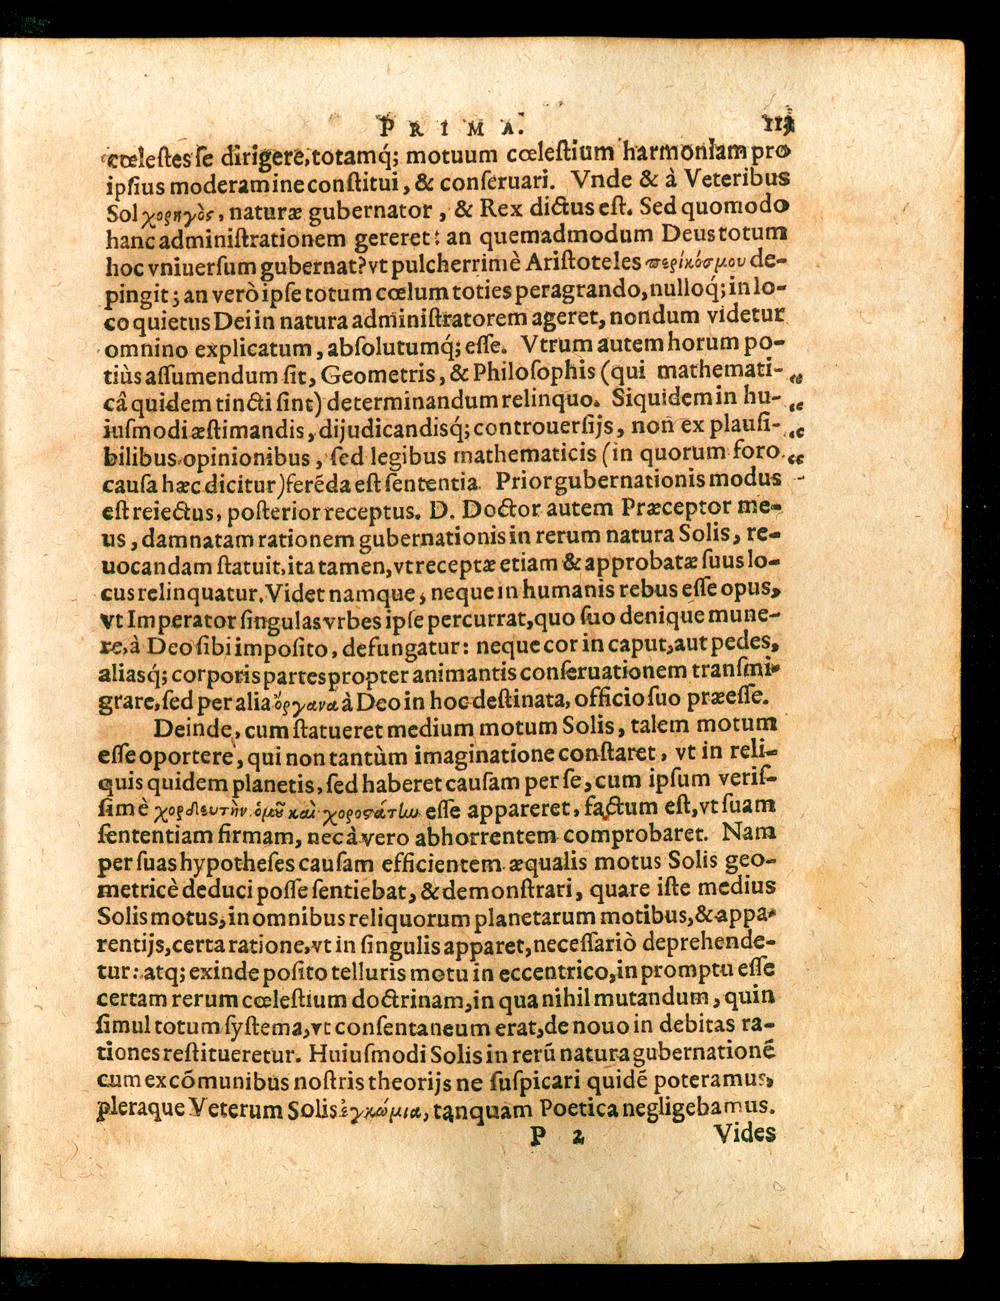 PRIMA. 113
cœlestes se dirigere, totamq́; motuum cœlestium harmoniam pro
ipsius moderamine constitui, & conseruari. Vnde & à Veteribus
Sol χορηγὸς, naturæ gubernator, & Rex dictus est. Sed quomodo
hanc administrationem gereret: an quemadmodum Deus totum
hoc vniuersum gubernat? vt pulcherrimè Aristoteles περὶ κόσμου de-
pingit; an verò ipse totum cœlum toties peragrando, nulloq́; in lo-
co quietus Dei in natura administratorem ageret, nondum videtur
omnino explicatum, absolutumq́; esse. Vtrum autem horum po-
tiùs assumendum sit, Geometris, & Philosophis (qui mathemati- „
câ quidem tincti sint) determinandum relinquo. Siquidem in hu- „
iusmodi æstimandis, dijudicandisq́; controuersijs, non ex plausi- „
bilibus opinionibus, sed legibus mathematicis (in quorum foro „
causa hæc dicitur) ferẽda est sententia. Prior gubernationis modus
est reiectus, posterior receptus. D. Doctor autem Præceptor me-
us, damnatam rationem gubernationis in rerum natura Solis, re-
uocandam statuit, ita tamen, vt receptæ etiam & approbatæ suus lo-
cus relinquatur. Videt namque, neque in humanis rebus esse opus,
vt Imperator singulas vrbes ipse percurrat, quo suo denique mune-
re, à Deo sibi imposito, defungatur: neque cor in caput, aut pedes,
aliasq́; corporis partes propter animantis conseruationem transmi-
grare, sed per alia ὄργανα à Deo in hoc destinata, officio suo præesse.
Deinde, cum statueret medium motum Solis, talem motum
esse oportere, qui non tantùm imaginatione constaret, vt in reli-
quis quidem planetis, sed haberet causam per se, cum ipsum veris-
simè χορευτὴν ὁμοῦ καὶ χοροστάτην esse appareret, factum est, vt suam
sententiam firmam, nec à vero abhorrentem comprobaret. Nam
per suas hypotheses causam efficientem æqualis motus Solis geo-
metricè deduci posse sentiebat, & demonstrari, quare iste medius
Solis motus, in omnibus reliquorum planetarum motibus, & appa-
rentijs, certa ratione, vt in singulis apparet, necessariò deprehende-
tur: atq; exinde posito telluris motu in eccentrico, in promptu esse
certam rerum cœlestium doctrinam, in qua nihil mutandum, quin
simul totum systema, vt consentaneum erat, de nouo in debitas ra-
tiones restitueretur. Huiusmodi Solis in rerũ natura gubernationẽ
cum ex cõmunibus nostris theorijs ne suspicari quidẽ poteramus,
pleraque Veterum Solis ἐγκώμια, tanquam Poetica negligebamus.
P 2 Vides